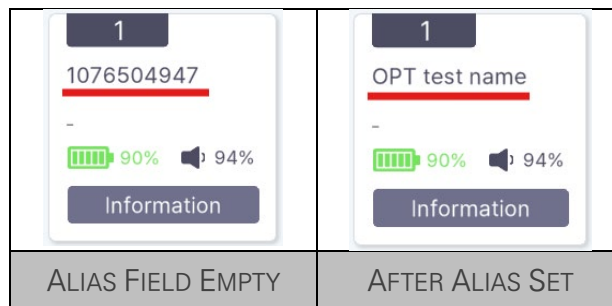 1
1076504947
-
90% 94%
Information
ALIAS FIELD EMPTY
1
OPT test name
-
90% 94%
Information
AFTER ALIAS SET